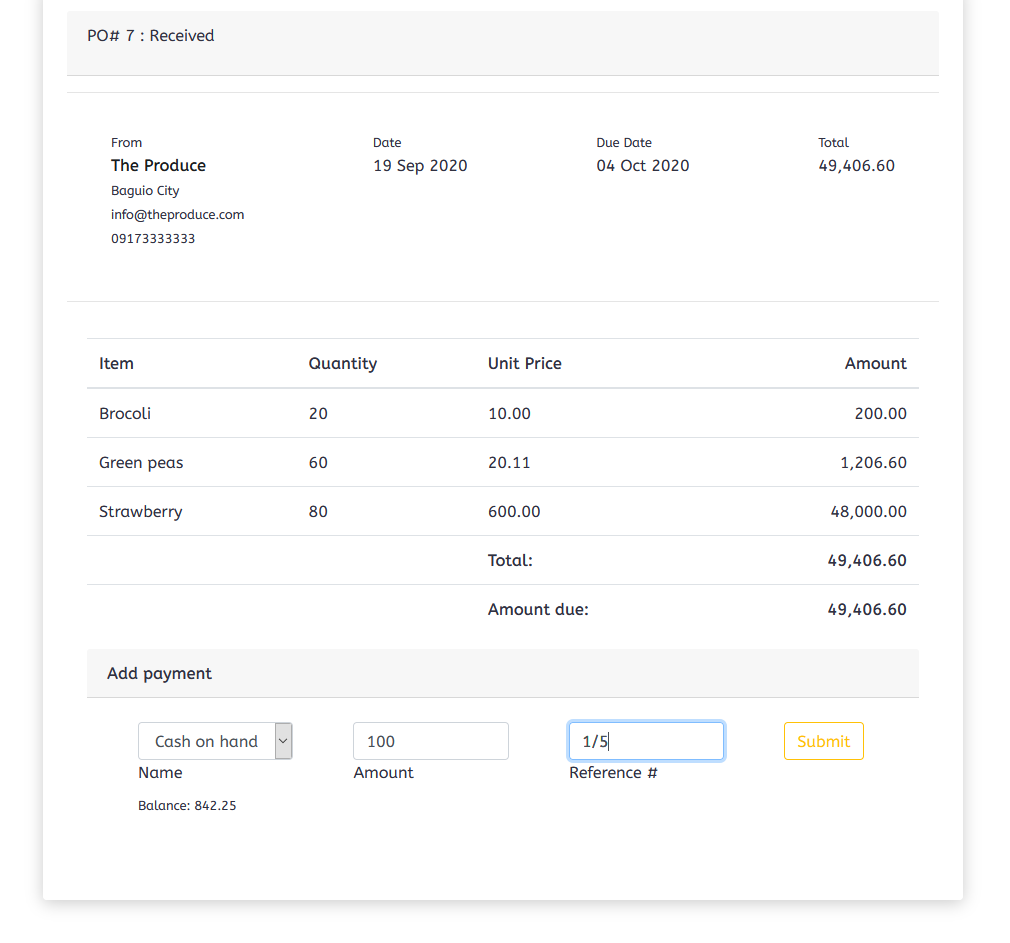 PO# 7 : Received
From Date Due Date Total
The Produce 19 Sep 2020 04 Oct 2020 49,406.60
Baguio City
info@theproduce.com
09173333333
Item Quantity Unit Price Amount
Brocoli 20 10.00 200.00
Green peas 60 20.11 1,206.60
Strawberry 80 600.00 48,000.00
Total: 49,406.60
Amount due: 49,406.60
Add payment
Cash on hand 100 1/5 Submit
Name Amount Reference #
Balance: 842.25